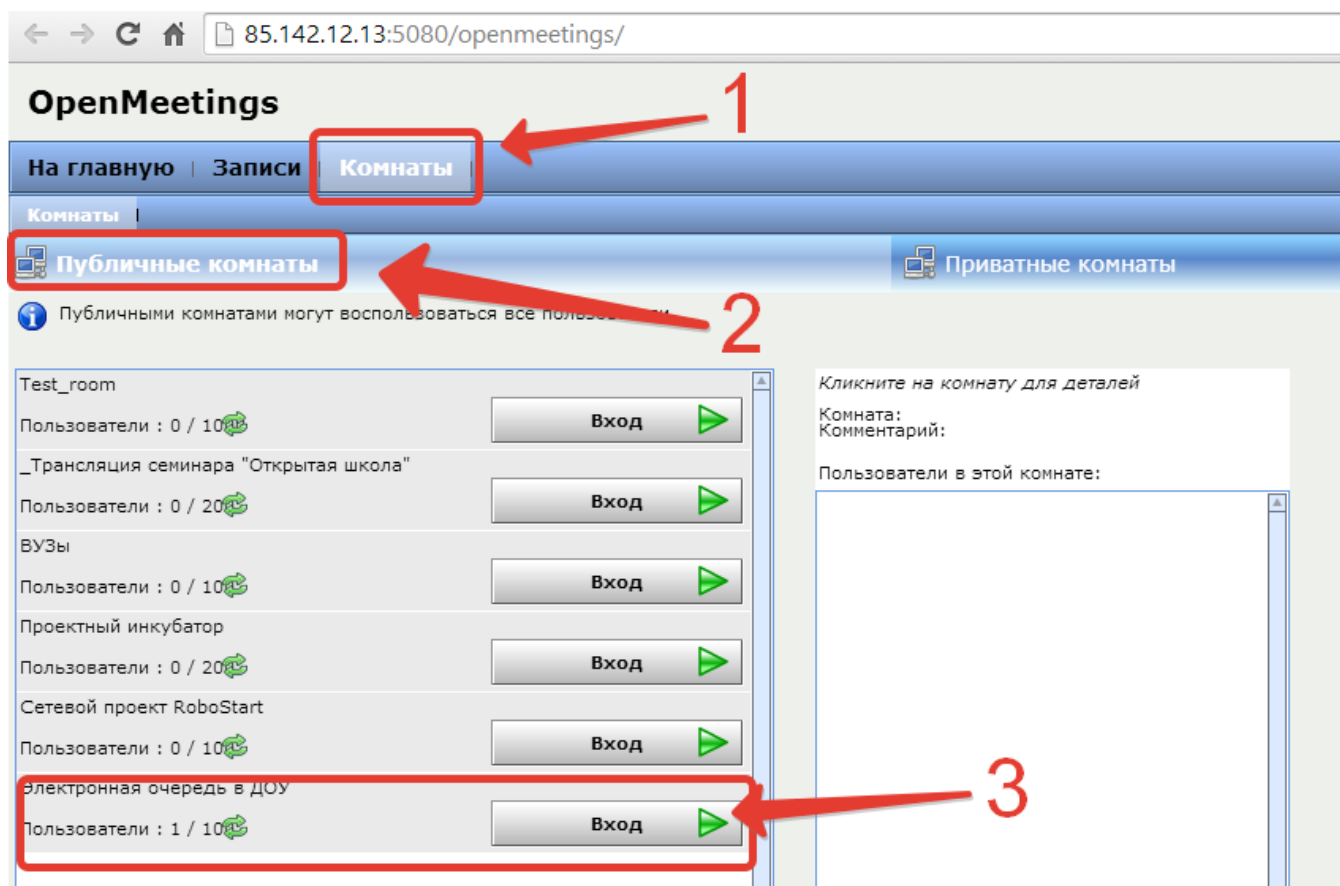 85.142.12.13:5080/openmeetings/
OpenMeetings
1
На главную Записи Комнаты
Комнаты
Публичные комнаты
Приватные комнаты
Публичными комнатами могут воспользоваться все
2
Test_room
Пользователи : 0 / 10
Вход
_Трансляция семинара "Открытая школа"
Пользователи : 0 / 20
Вход
ВУЗы
Пользователи : 0 / 10
Вход
Проектный инкубатор
Пользователи : 0 / 20
Вход
Сетевой проект RoboStart
Пользователи : 0 / 10
Вход
Электронная очередь в ДОУ
Пользователи : 1 / 10
Вход
Кликните на комнату для деталей
Комната:
Комментарий:
Пользователи в этой комнате:
3